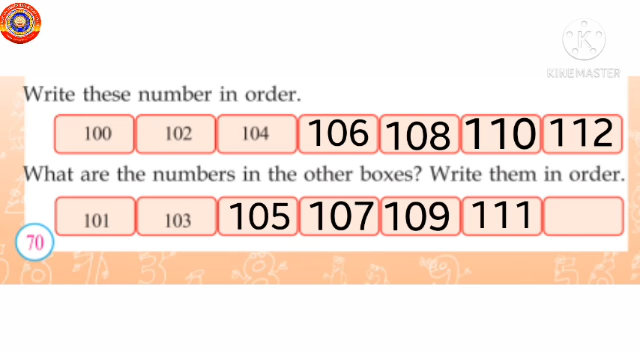 KINEMASTER
Write these number in order.
100 102 104 106 108 110 112
What are the numbers in the other boxes? Write them in order.
101 103 105 107 109 111
70